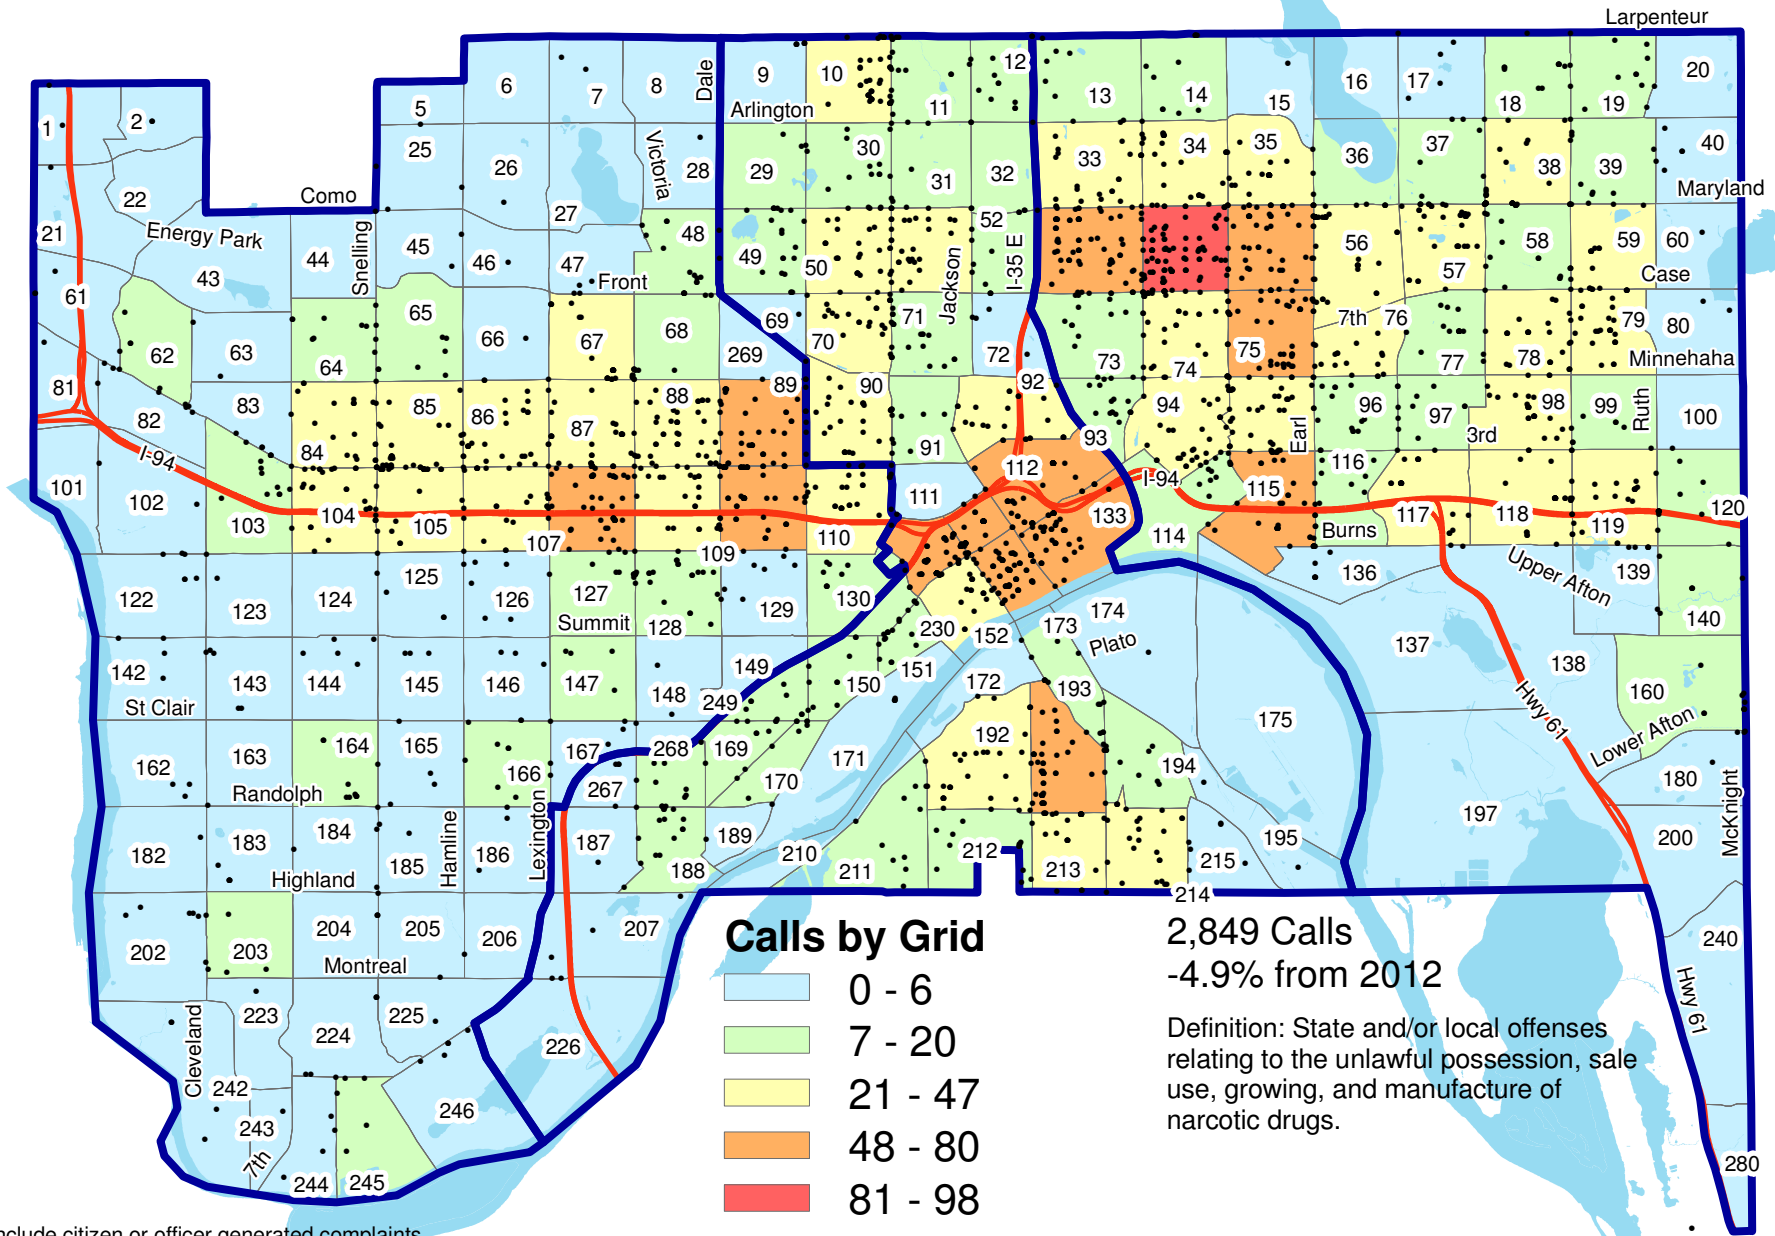 Larpenteur
1 2 5 6 7 8 Dale 9 10 11 12 13 14 15 16 17 18 19 20
Arlington
25 26 27 Victoria 28 29 30 31 32 33 34 35 36 37 38 39 40
Como
Maryland
21 22 Energy Park 43 44 Snelling 45 46 47 48 49 50 Jackson 52 I-35 E 56 57 58 59 60
Front
Case
61 62 63 64 65 66 67 68 69 269 70 71 72 73 74 75 7th 76 77 78 79 80
Minnehaha
81 82 83 84 85 86 87 88 89 90 91 92 93 94 Earl 96 97 98 99 Ruth 100
3rd
I-94
I-94
101 102 103 104 105 107 109 110 111 112 133 114 115 116 117 118 119 120
Burns
Upper Afton
122 123 124 125 126 127 128 129 130 230 152 173 174 136 137 138 139 140
Summit
Plato
142 143 144 145 146 147 148 149 249 150 151 172 193 175 160
St Clair
Hwy 61
Lower Afton
162 163 164 165 166 167 267 268 169 170 171 192 194 197 180
Randolph
McKnight
182 183 184 185 Hamline 186 Lexington 187 188 189 210 211 212 213 214 215 195 200
Highland
202 203 204 205 206 207 240
Montreal
Hwy 61
Cleveland 223 224 225 226
242 243 244 245 246 280
7th
Calls by Grid
0 - 6
7 - 20
21 - 47
48 - 80
81 - 98
2,849 Calls
-4.9% from 2012
Definition: State and/or local offenses
relating to the unlawful possession, sale
use, growing, and manufacture of
narcotic drugs.
nclude citizen or officer generated complaints